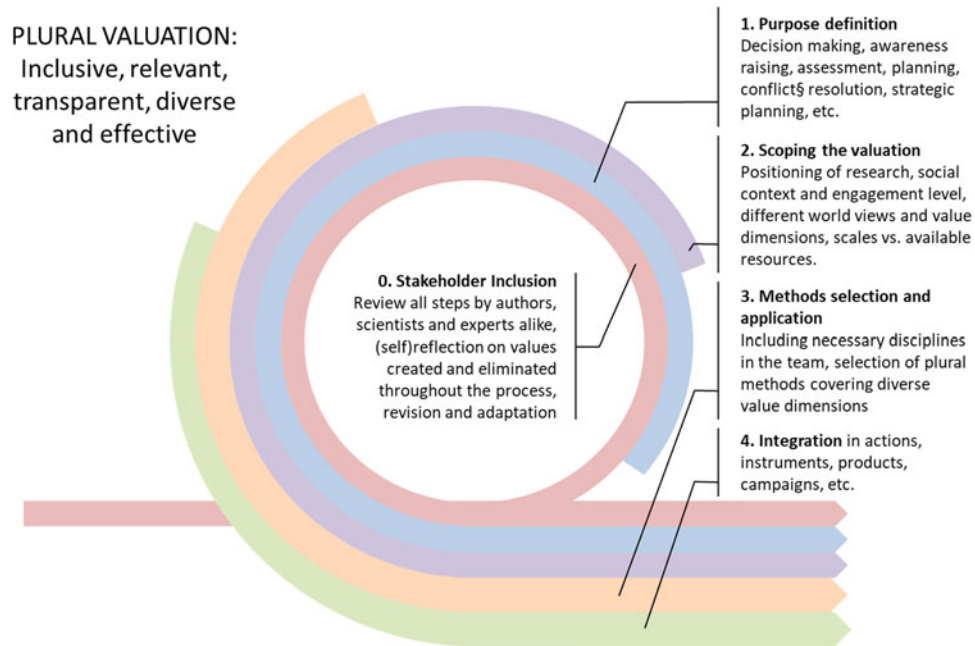 PLURAL VALUATION:
Inclusive, relevant,
transparent, diverse
and effective
0. Stakeholder Inclusion
Review all steps by authors,
scientists and experts alike,
(self)reflection on values
created and eliminated
throughout the process,
revision and adaptation
1. Purpose definition
Decision making, awareness
raising, assessment, planning,
conflict§ resolution, strategic
planning, etc.
2. Scoping the valuation
Positioning of research, social
context and engagement level,
different world views and value
dimensions, scales vs. available
resources.
3. Methods selection and
application
Including necessary disciplines
in the team, selection of plural
methods covering diverse
value dimensions
4. Integration in actions,
instruments, products,
campaigns, etc.